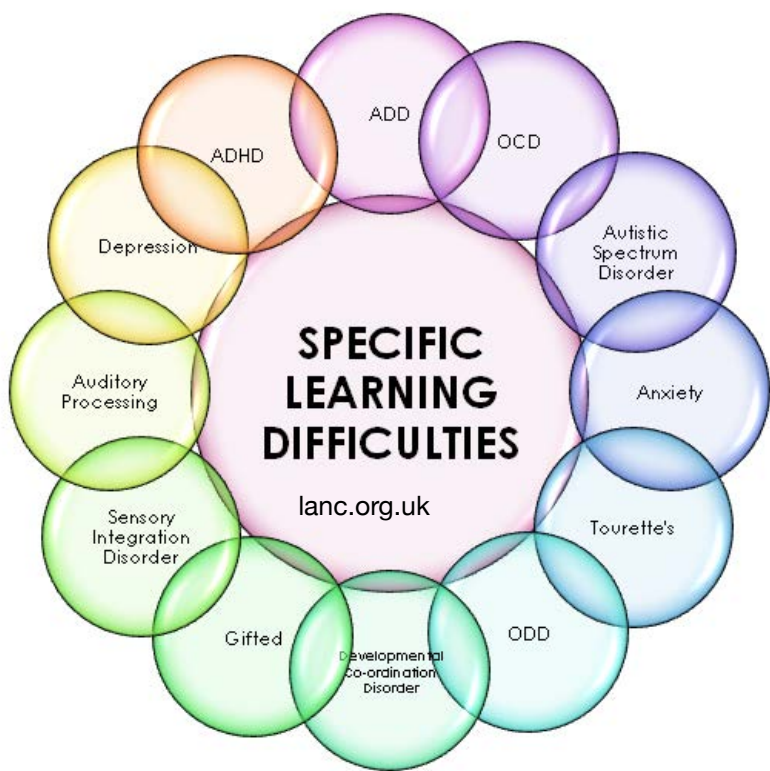 ADD
OCD
Autistic
Spectrum
Disorder
Anxiety
Tourette's
ODD
Developmental
Co-ordination
Disorder
Gifted
Sensory
Integration
Disorder
Auditory
Processing
Depression
ADHD
SPECIFIC
LEARNING
DIFFICULTIES
lanc.org.uk